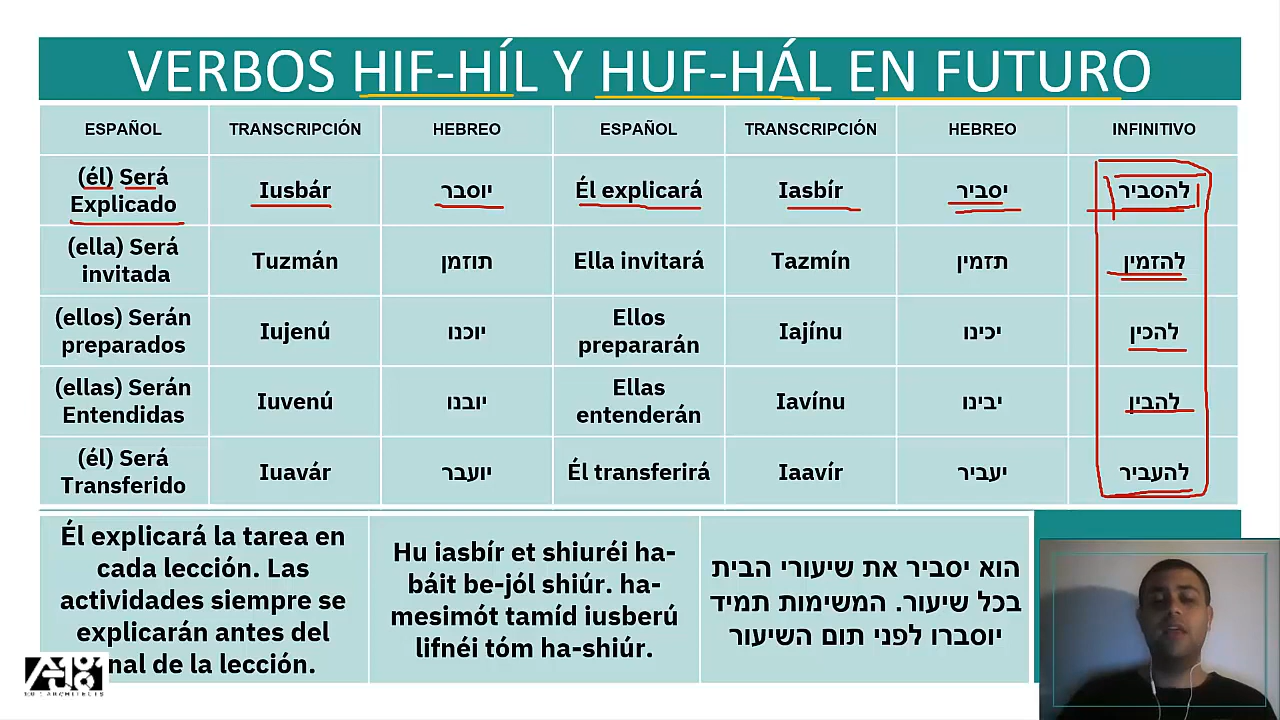 VERBOS HIF-HÍL Y HUF-HÁL EN FUTURO
ESPAÑOL TRANSCRIPCIÓN HEBREO ESPAÑOL TRANSCRIPCIÓN HEBREO INFINITIVO
(él) Será
Explicado
Iusbár
יוסבר
Él explicará
Iasbír
יסביר
להסביר
(ella) Será
invitada
Tuzmán
תוזמן
Ella invitará
Tazmín
תזמין
להזמין
(ellos) Serán
preparados
Iujenú
יוכנו
Ellos
prepararán
Iajínu
יכינו
להכין
(ellas) Serán
Entendidas
Iuvenú
יובנו
Ellas
entenderán
Iavínu
יבינו
להבין
(él) Será
Transferido
Iuavár
יועבר
Él transferirá
Iaavír
יעביר
להעביר
Él explicará la tarea en
cada lección. Las
actividades siempre se
explicarán antes del
nal de la lección.
Hu iasbír et shiuréi ha-
báit be-jól shiúr. ha-
mesimót tamíd iusberú
lifnéi tóm ha-shiúr.
הוא יסביר את שיעורי הבית
בכל שיעור. המשימות תמיד
יוסברו לפני תום השיעור